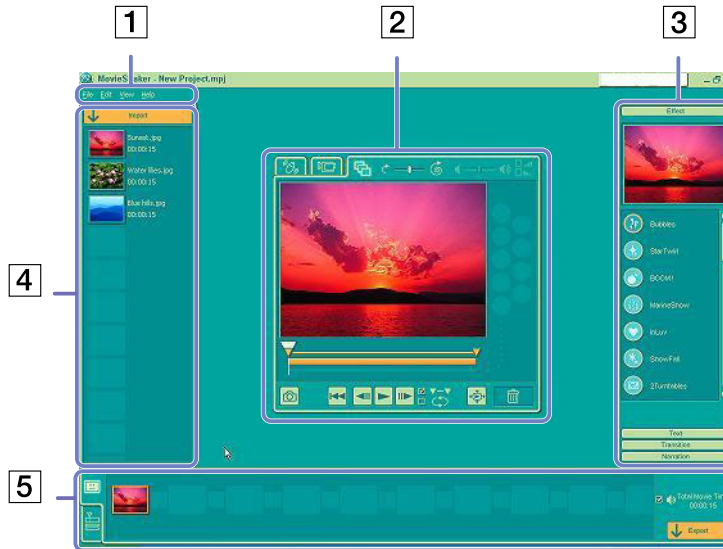 1
2
3
MovieShaker - New Project.mpj
File Edit View Help
Import
Sunset.jpg
00:00:15
Water lilies.jpg
00:00:15
Blue hills.jpg
00:00:15
Effect
Bubbles
StarTwirl
BOOM!
MarineSnow
InLuv
SnowFall
2Turntables
Text
Transition
Narration
4
5
Total Movie Tim
00:00:15
Export